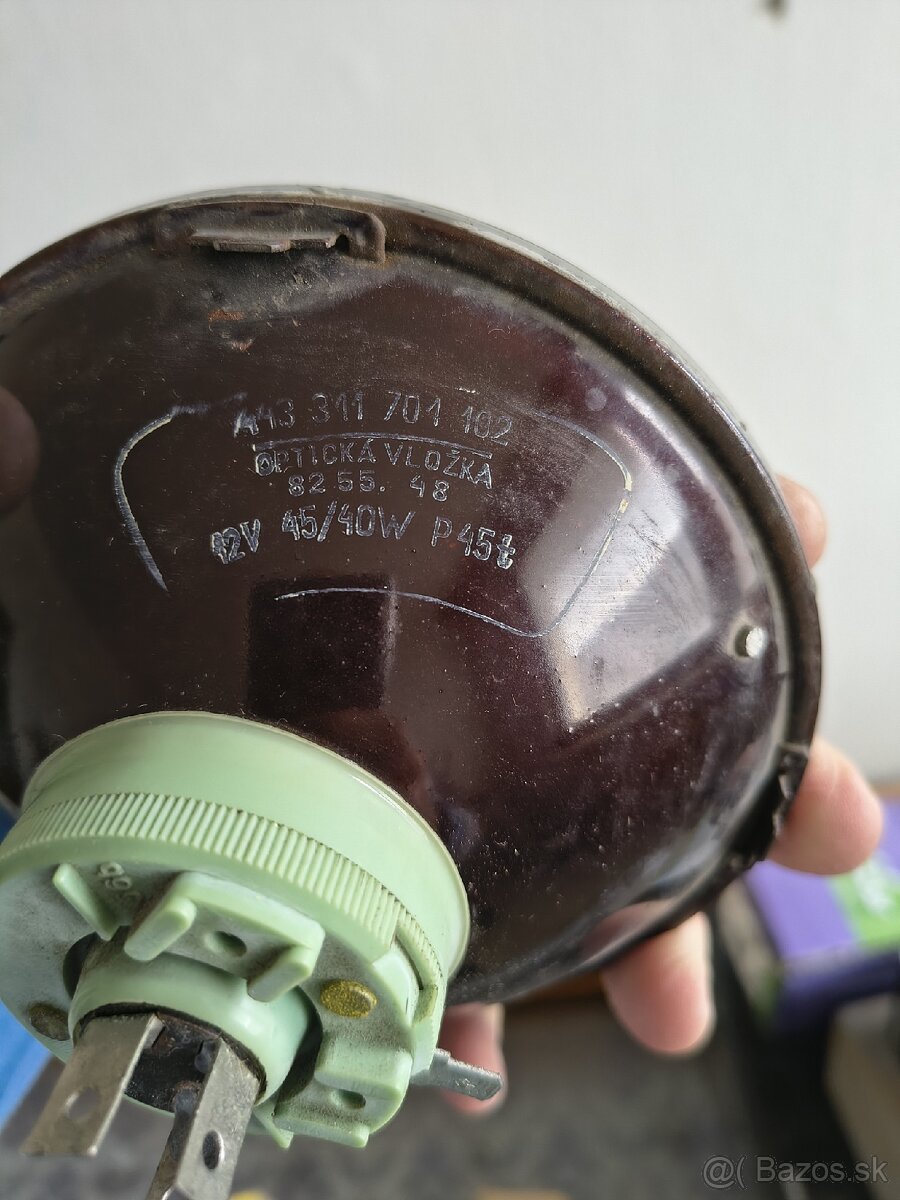 443 311 701 102
OPTICKÁ VLOŽKA
82 55. 48
12V 45/40W P45t
@( Bazos.sk